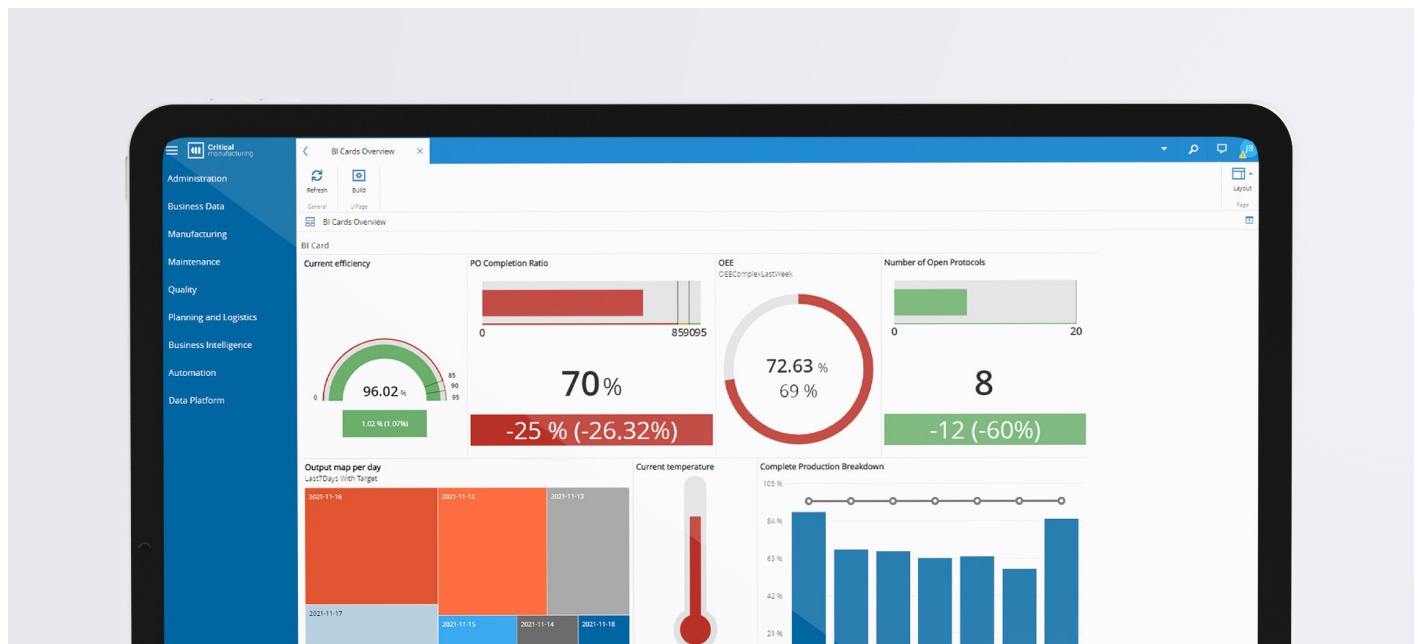 Critical
manufacturing
BI Cards Overview
JB
Administration
Business Data
Manufacturing
Maintenance
Quality
Planning and Logistics
Business Intelligence
Automation
Data Platform
Refresh
Build
Layout
General
UIPage
Page
BI Cards Overview
BI Card
Current efficiency
0
85
90
95
96.02 %
1.02 % (1.07%)
PO Completion Ratio
0
859095
70%
-25 % (-26.32%)
OEE
OEEComplexLastWeek
72.63 %
69 %
Number of Open Protocols
0
20
8
-12 (-60%)
Output map per day
Last7Days With Target
2021-11-16
2021-11-12
2021-11-13
2021-11-17
2021-11-15
2021-11-14
2021-11-18
Current temperature
Complete Production Breakdown
105 %
84 %
63 %
42 %
21 %